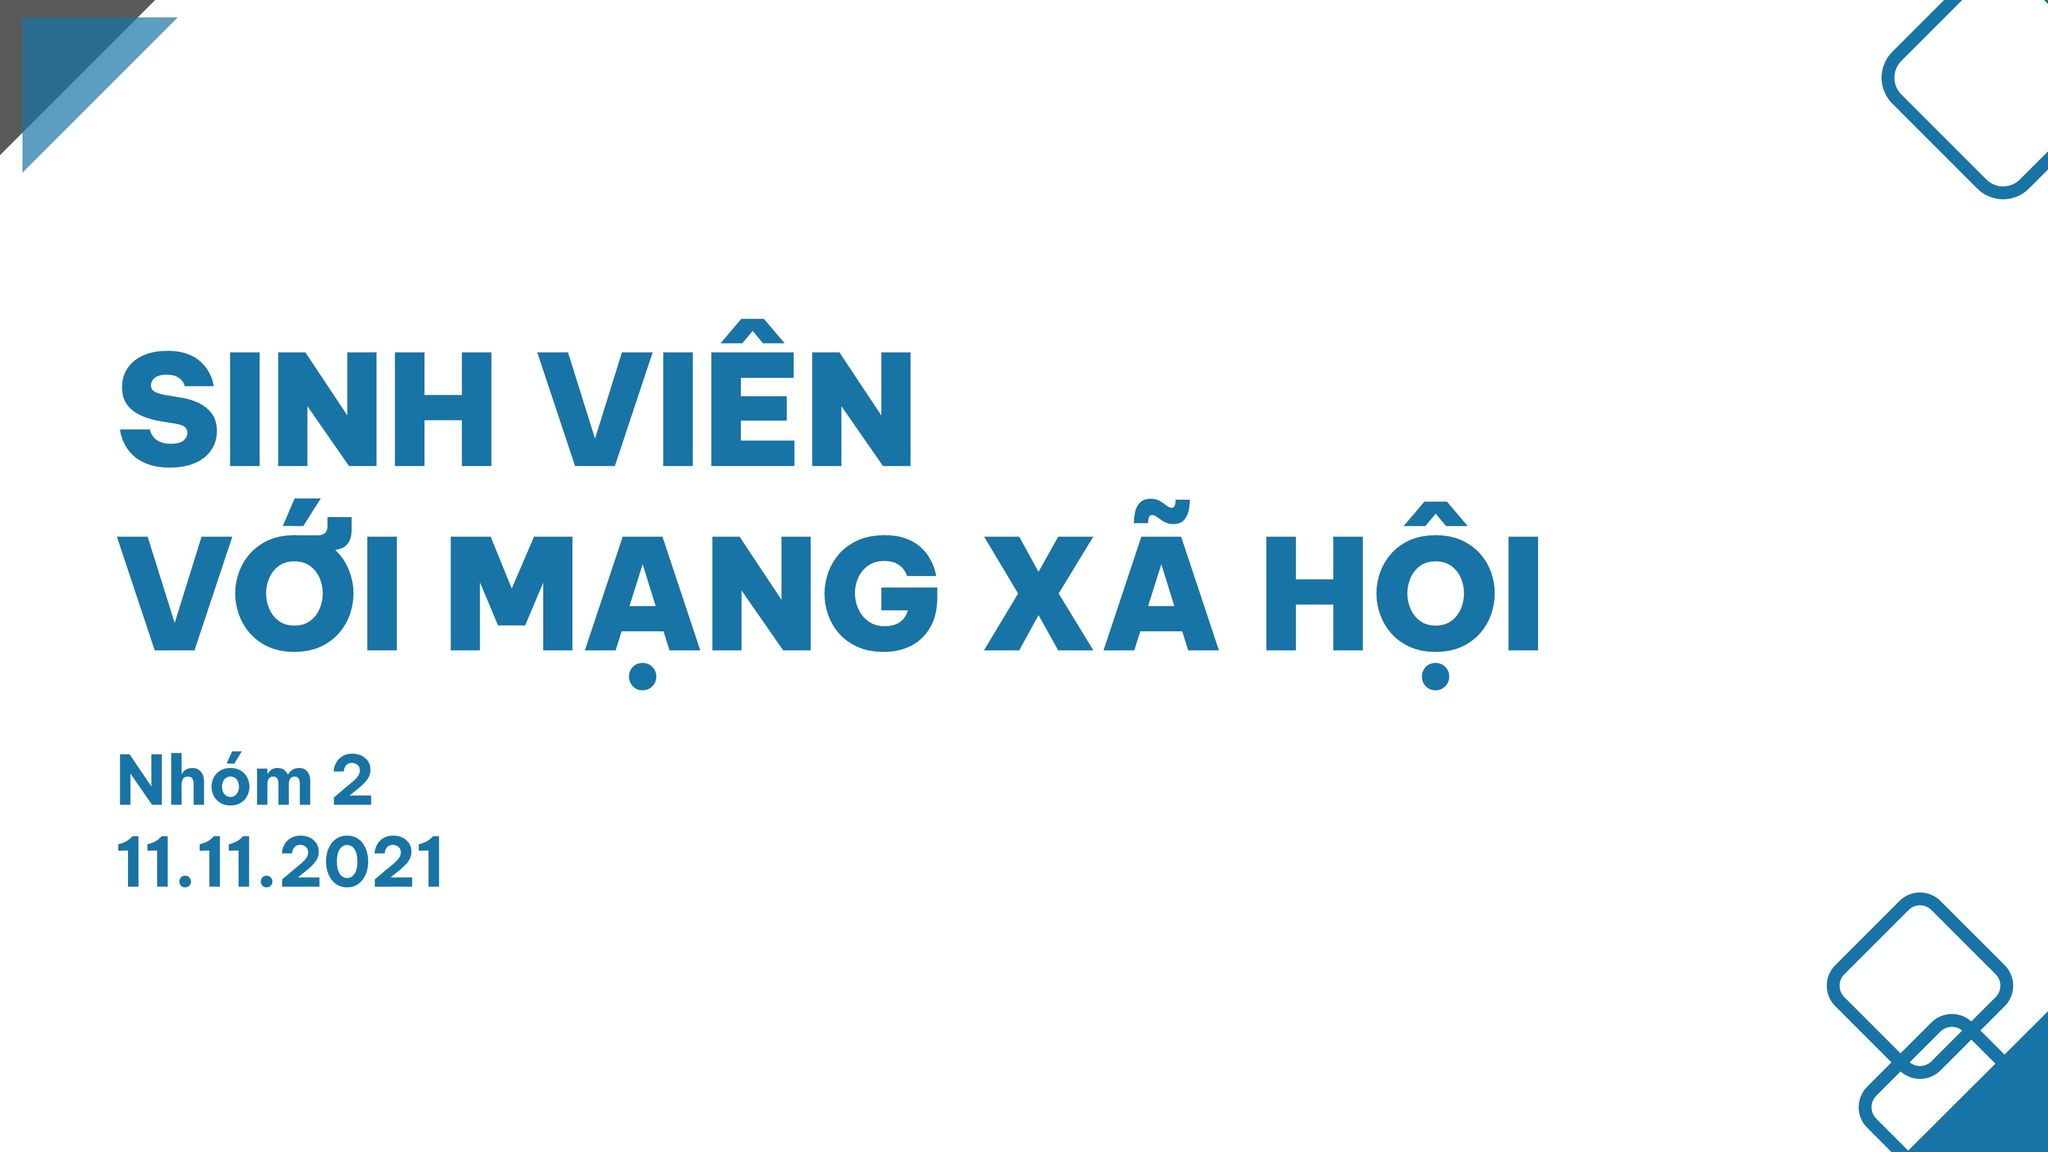 SINH VIÊN
VỚI MẠNG XÃ HỘI
Nhóm 2
11.11.2021